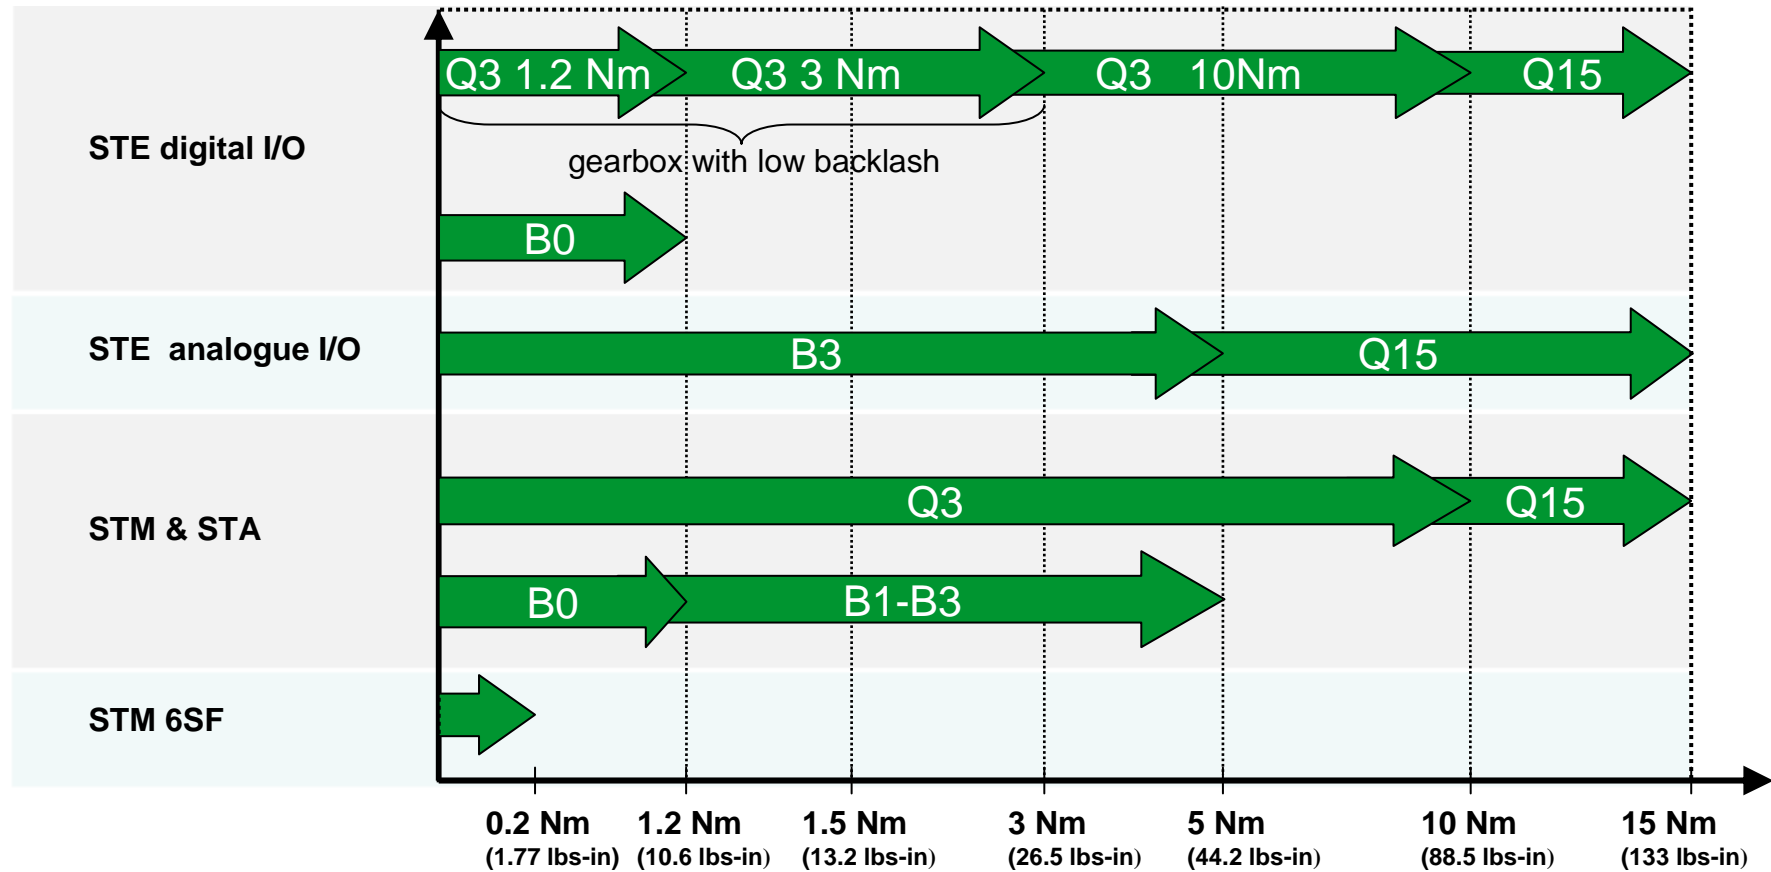 Q3 1.2 Nm Q3 3 Nm Q3 10Nm Q15
STE digital I/O
gearbox with low backlash
B0
STE analogue I/O
B3 Q15
Q3 Q15
STM & STA
B0 B1-B3
STM 6SF
0.2 Nm 1.2 Nm 1.5 Nm 3 Nm 5 Nm 10 Nm 15 Nm
(1.77 lbs-in) (10.6 lbs-in) (13.2 lbs-in) (26.5 lbs-in) (44.2 lbs-in) (88.5 lbs-in) (133 lbs-in)